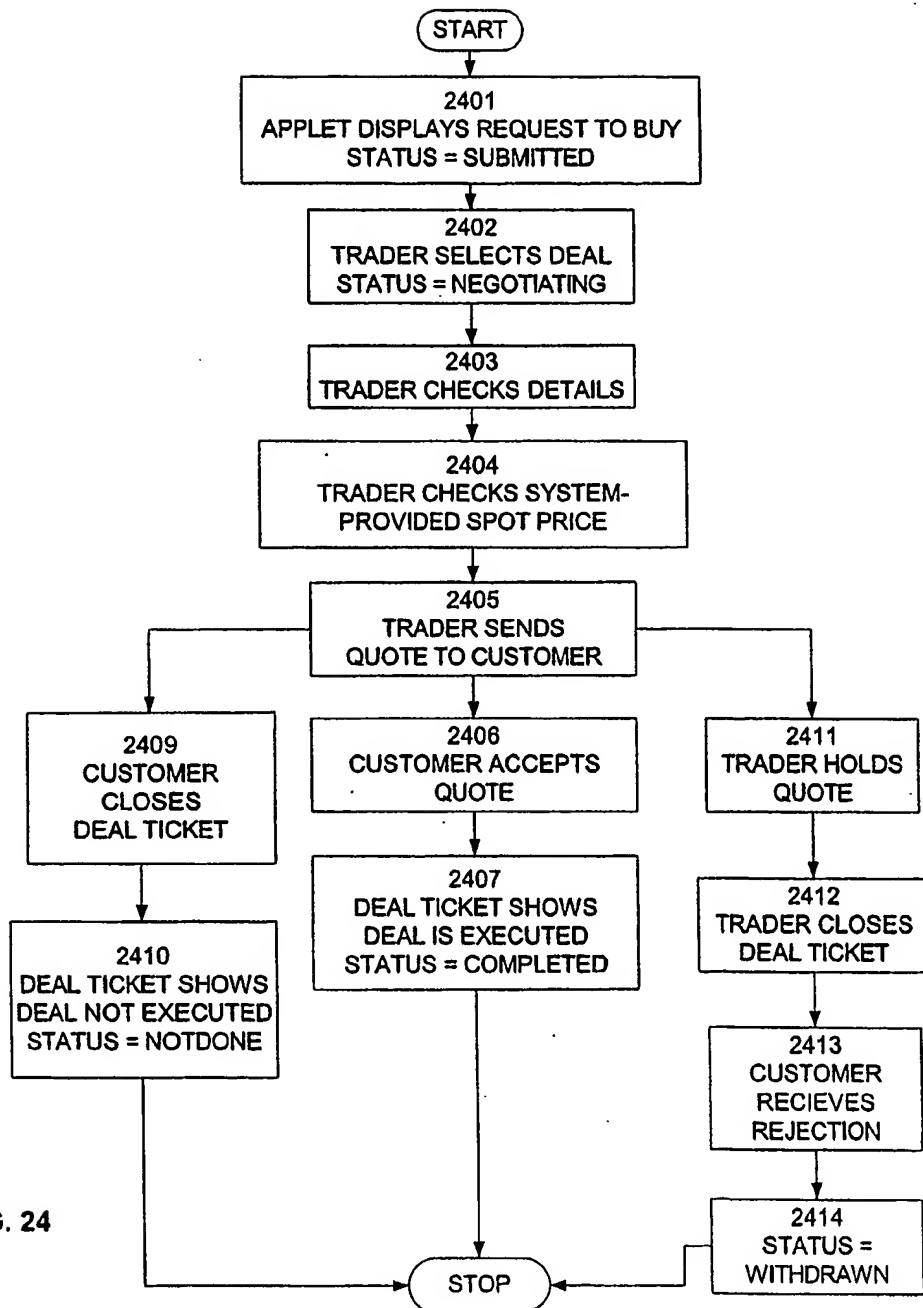 START
2401
APPLET DISPLAYS REQUEST TO BUY
STATUS = SUBMITTED
2402
TRADER SELECTS DEAL
STATUS = NEGOTIATING
2403
TRADER CHECKS DETAILS
2404
TRADER CHECKS SYSTEM-
PROVIDED SPOT PRICE
2405
TRADER SENDS
QUOTE TO CUSTOMER
2409
CUSTOMER
CLOSES
DEAL TICKET
2410
DEAL TICKET SHOWS
DEAL NOT EXECUTED
STATUS = NOTDONE
2406
CUSTOMER ACCEPTS
QUOTE
2407
DEAL TICKET SHOWS
DEAL IS EXECUTED
STATUS = COMPLETED
2411
TRADER HOLDS
QUOTE
2412
TRADER CLOSES
DEAL TICKET
2413
CUSTOMER
RECIEVES
REJECTION
2414
STATUS =
WITHDRAWN
STOP
. 24